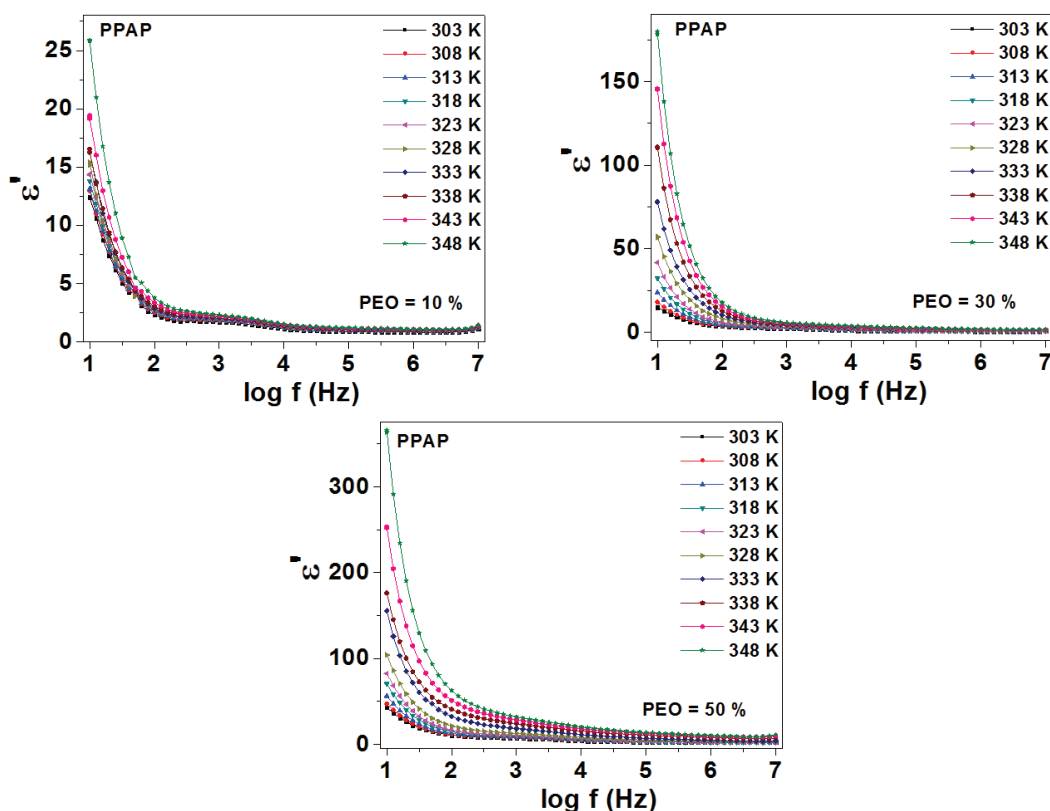 PPAP
303 K
308 K
313 K
318 K
323 K
328 K
333 K
338 K
343 K
348 K
PEO = 10 %
ε'
25
20
15
10
5
0
1 2 3 4 5 6 7
log f (Hz)
PPAP
303 K
308 K
313 K
318 K
323 K
328 K
333 K
338 K
343 K
348 K
PEO = 30 %
ε'
150
100
50
0
1 2 3 4 5 6 7
log f (Hz)
PPAP
303 K
308 K
313 K
318 K
323 K
328 K
333 K
338 K
343 K
348 K
PEO = 50 %
ε'
300
200
100
0
1 2 3 4 5 6 7
log f (Hz)